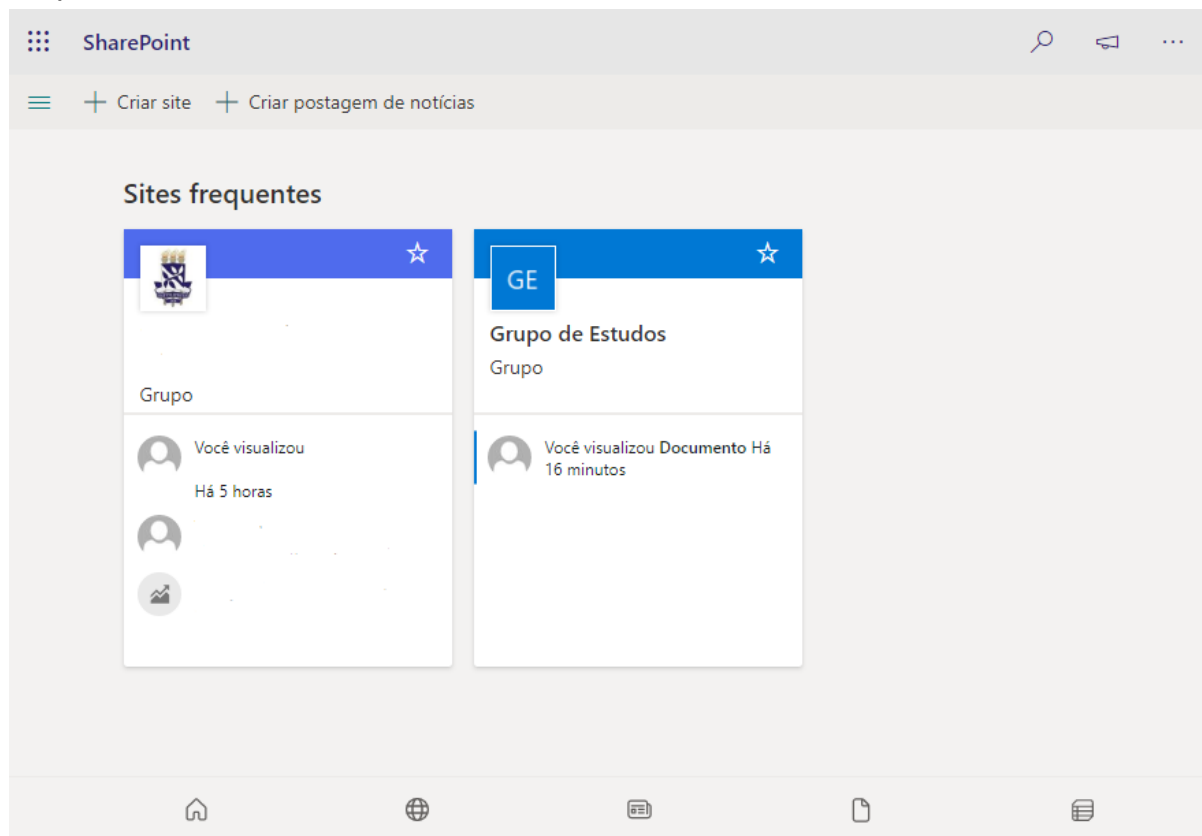 SharePoint
Criar site
Criar postagem de notícias
Sites frequentes
Grupo
Você visualizou
Há 5 horas
GE
Grupo de Estudos
Grupo
Você visualizou Documento Há
16 minutos